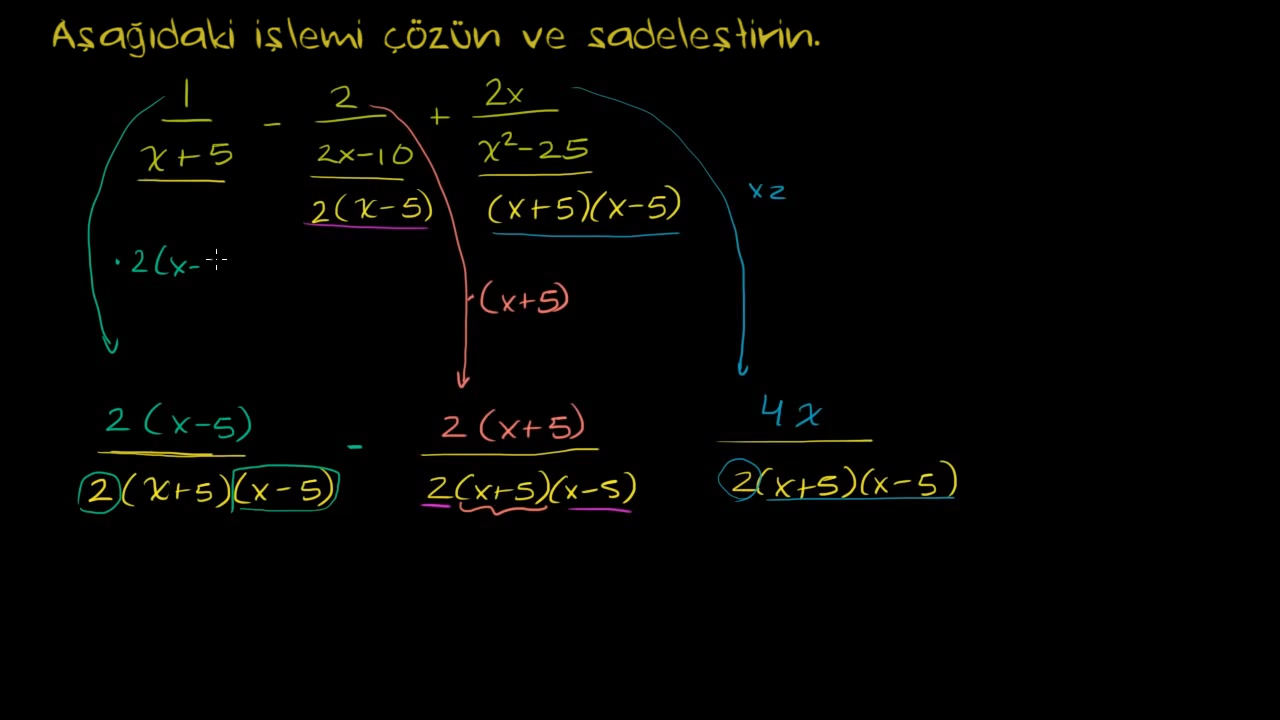 Aşağıdaki işlemi çözün ve sadeleştirin.
1 2 2x
- +
x+5 2x-10 x²-25
2(x-5) (x+5)(x-5)
x2
·2(x-
·(x+5)
2(x-5) 2(x+5) 4x
-
2(x+5)(x-5) 2(x+5)(x-5) 2(x+5)(x-5)